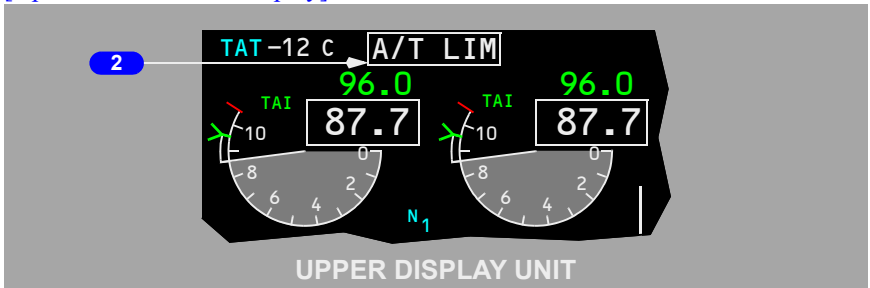 2
TAT -12 C A/T LIM
96.0 96.0
TAI TAI
87.7 87.7
10 10
0 0
8 8
2 2
6 6
4 4
N1
UPPER DISPLAY UNIT